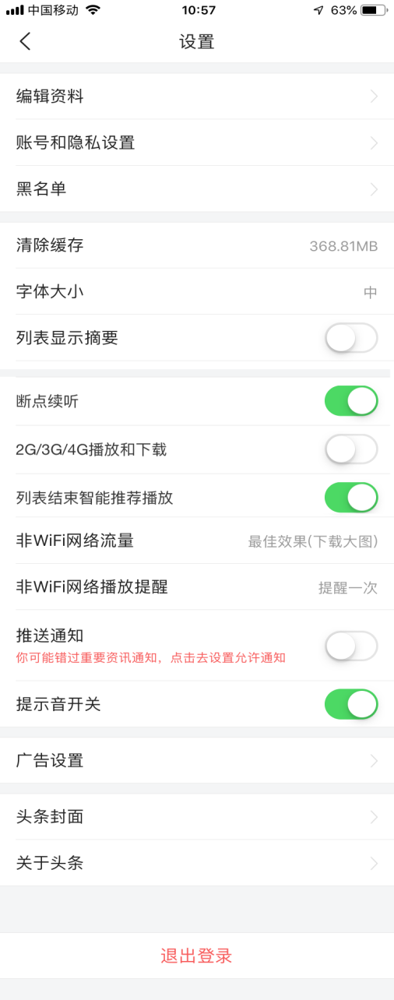 中国移动 10:57 63%
设置
编辑资料
账号和隐私设置
黑名单
清除缓存 368.81MB
字体大小 中
列表显示摘要
断点续听
2G/3G/4G播放和下载
列表结束智能推荐播放
非WiFi网络流量 最佳效果(下载大图)
非WiFi网络播放提醒 提醒一次
推送通知
你可能错过重要资讯通知，点击去设置允许通知
提示音开关
广告设置
头条封面
关于头条
退出登录